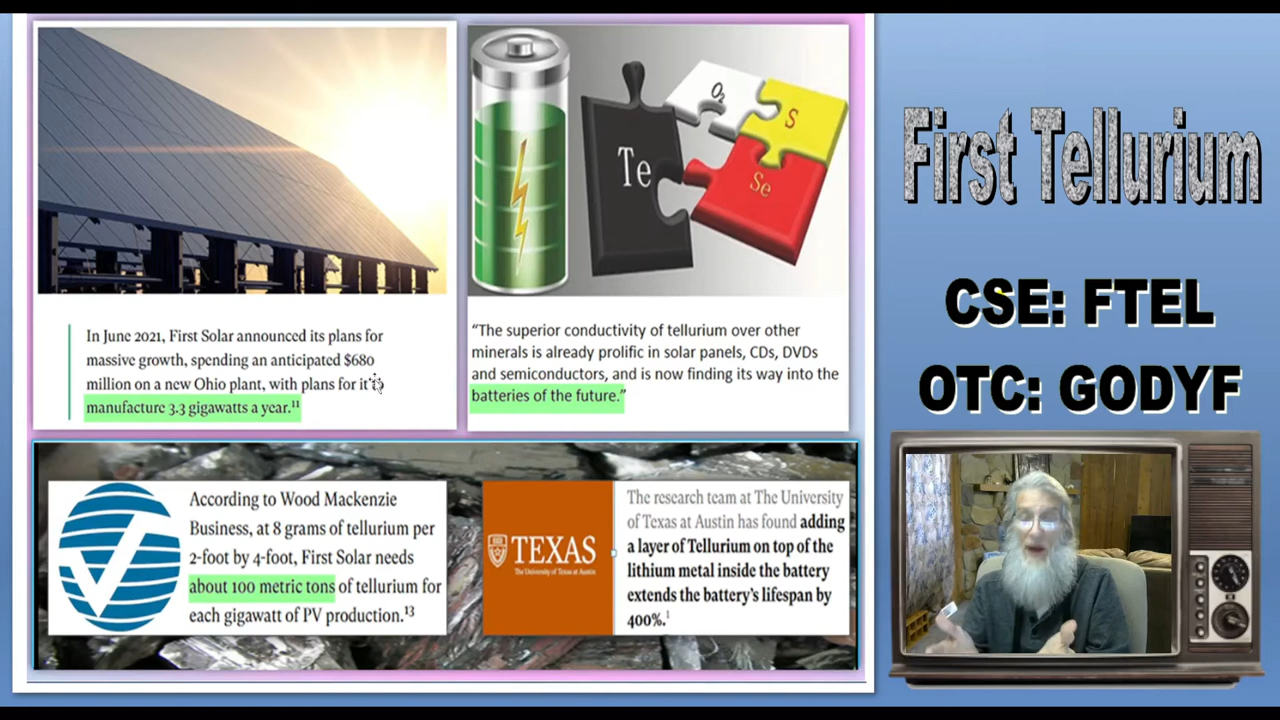 In June 2021, First Solar announced its plans for
massive growth, spending an anticipated $680
million on a new Ohio plant, with plans for it to
manufacture 3.3 gigawatts a year.¹¹
Te
O₂
S
Se
“The superior conductivity of tellurium over other
minerals is already prolific in solar panels, CDs, DVDs
and semiconductors, and is now finding its way into the
batteries of the future.”
According to Wood Mackenzie
Business, at 8 grams of tellurium per
2-foot by 4-foot, First Solar needs
about 100 metric tons of tellurium for
each gigawatt of PV production.¹³
TEXAS
The University of Texas at Austin
The research team at The University
of Texas at Austin has found adding
a layer of Tellurium on top of the
lithium metal inside the battery
extends the battery's lifespan by
400%.¹
First Tellurium
CSE: FTEL
OTC: GODYF